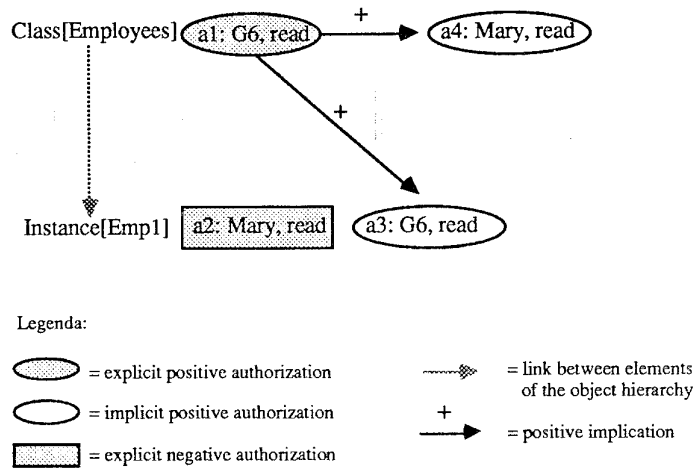 +
Class[Employees] a1: G6, read a4: Mary, read
+
Instance[Emp1] a2: Mary, read a3: G6, read
Legenda:
= explicit positive authorization
= implicit positive authorization
= explicit negative authorization
= link between elements
of the object hierarchy
+
= positive implication